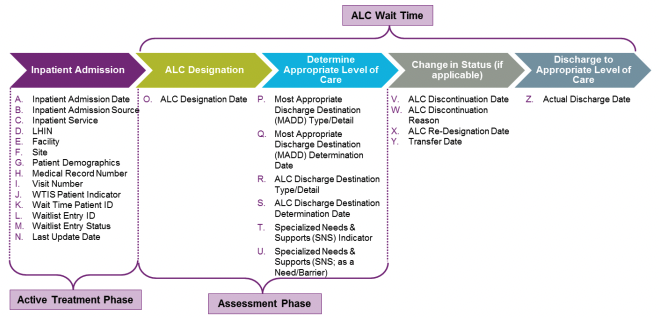 ALC Wait Time
Inpatient Admission
ALC Designation
Determine
Appropriate Level of
Care
Change in Status (if
applicable)
Discharge to
Appropriate Level of
Care
A. Inpatient Admission Date
B. Inpatient Admission Source
C. Inpatient Service
D. LHIN
E. Facility
F. Site
G. Patient Demographics
H. Medical Record Number
I. Visit Number
J. WTIS Patient Indicator
K. Wait Time Patient ID
L. Waitlist Entry ID
M. Waitlist Entry Status
N. Last Update Date
O. ALC Designation Date
P. Most Appropriate
Discharge Destination
(MADD) Type/Detail
Q. Most Appropriate
Discharge Destination
(MADD) Determination
Date
R. ALC Discharge Destination
Type/Detail
S. ALC Discharge Destination
Determination Date
T. Specialized Needs &
Supports (SNS) Indicator
U. Specialized Needs &
Supports (SNS; as a
Need/Barrier)
V. ALC Discontinuation Date
W. ALC Discontinuation
Reason
X. ALC Re-Designation Date
Y. Transfer Date
Z. Actual Discharge Date
Active Treatment Phase
Assessment Phase